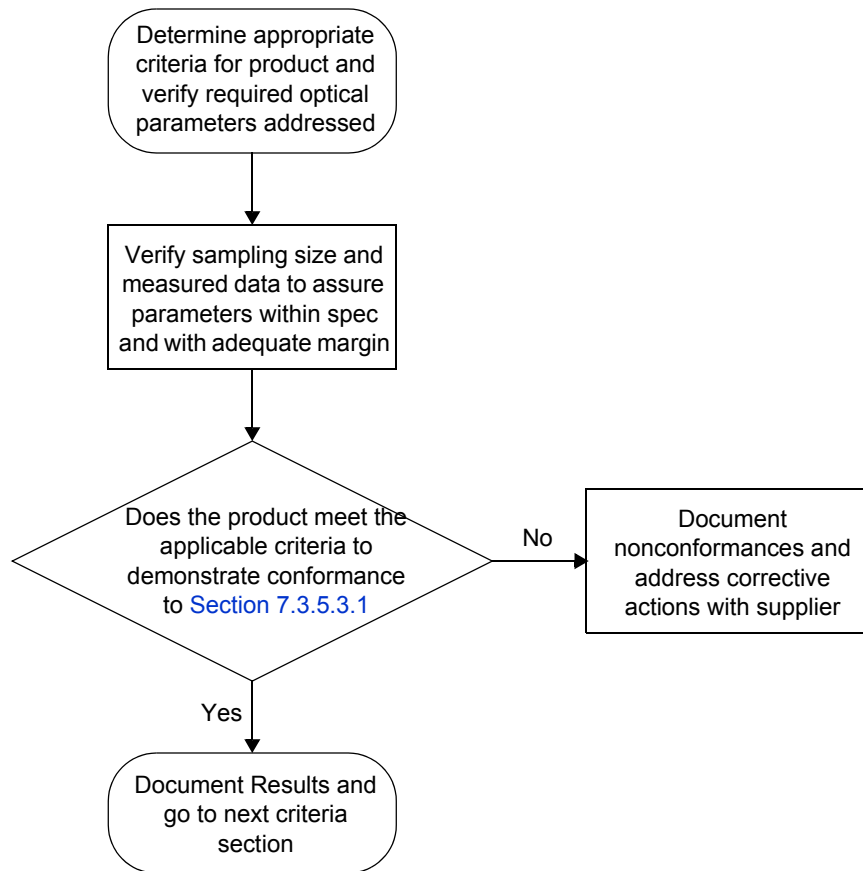 Determine appropriate
criteria for product and
verify required optical
parameters addressed
Verify sampling size and
measured data to assure
parameters within spec
and with adequate margin
Does the product meet the
applicable criteria to
demonstrate conformance
to Section 7.3.5.3.1
No
Document
nonconformances and
address corrective
actions with supplier
Yes
Document Results and
go to next criteria
section